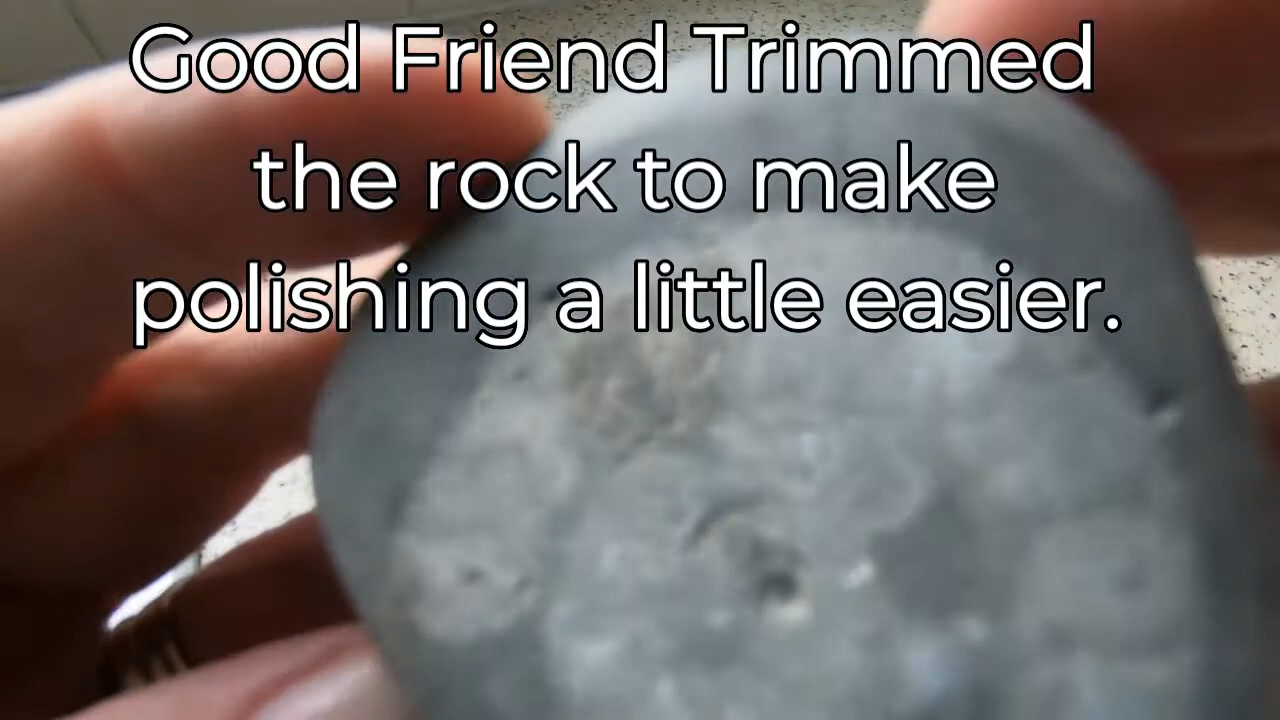 Good Friend Trimmed
the rock to make
polishing a little easier.